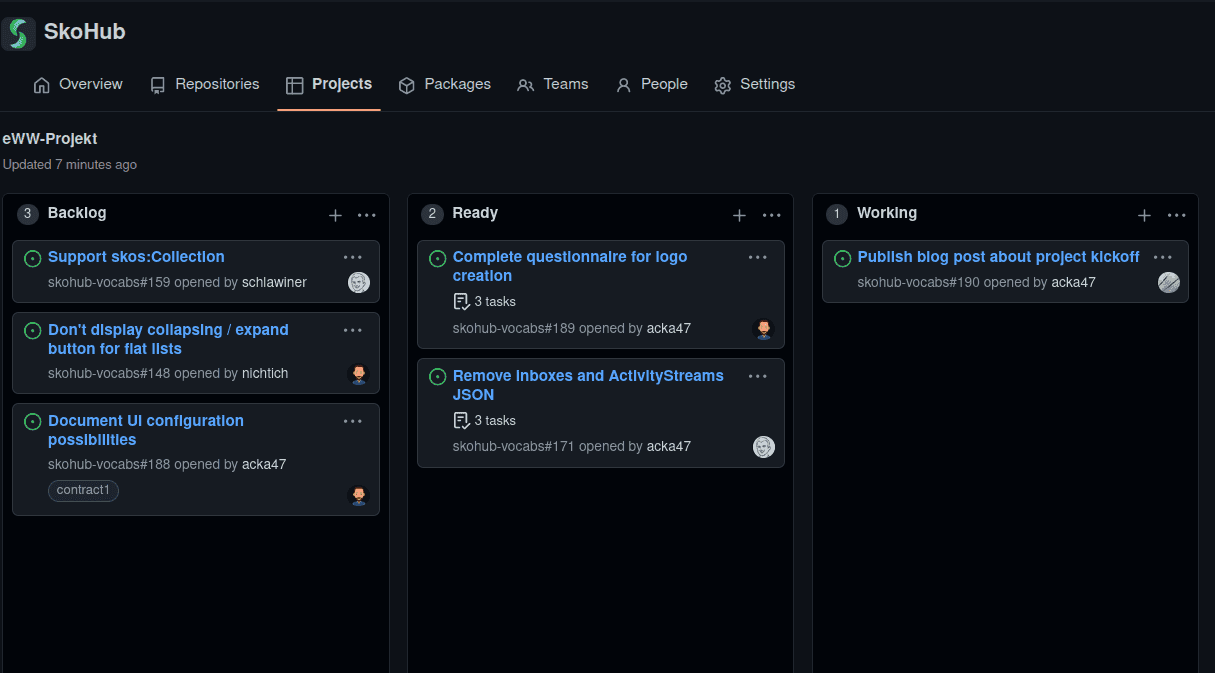 SkoHub
Overview Repositories Projects Packages Teams People Settings
eWW-Projekt
Updated 7 minutes ago
3 Backlog
Support skos:Collection
skohub-vocabs#159 opened by schlawiner
Don't display collapsing / expand
button for flat lists
skohub-vocabs#148 opened by nichtich
Document UI configuration
possibilities
skohub-vocabs#188 opened by acka47
contract1
2 Ready
Complete questionnaire for logo
creation
3 tasks
skohub-vocabs#189 opened by acka47
Remove Inboxes and ActivityStreams
JSON
3 tasks
skohub-vocabs#171 opened by acka47
1 Working
Publish blog post about project kickoff
skohub-vocabs#190 opened by acka47